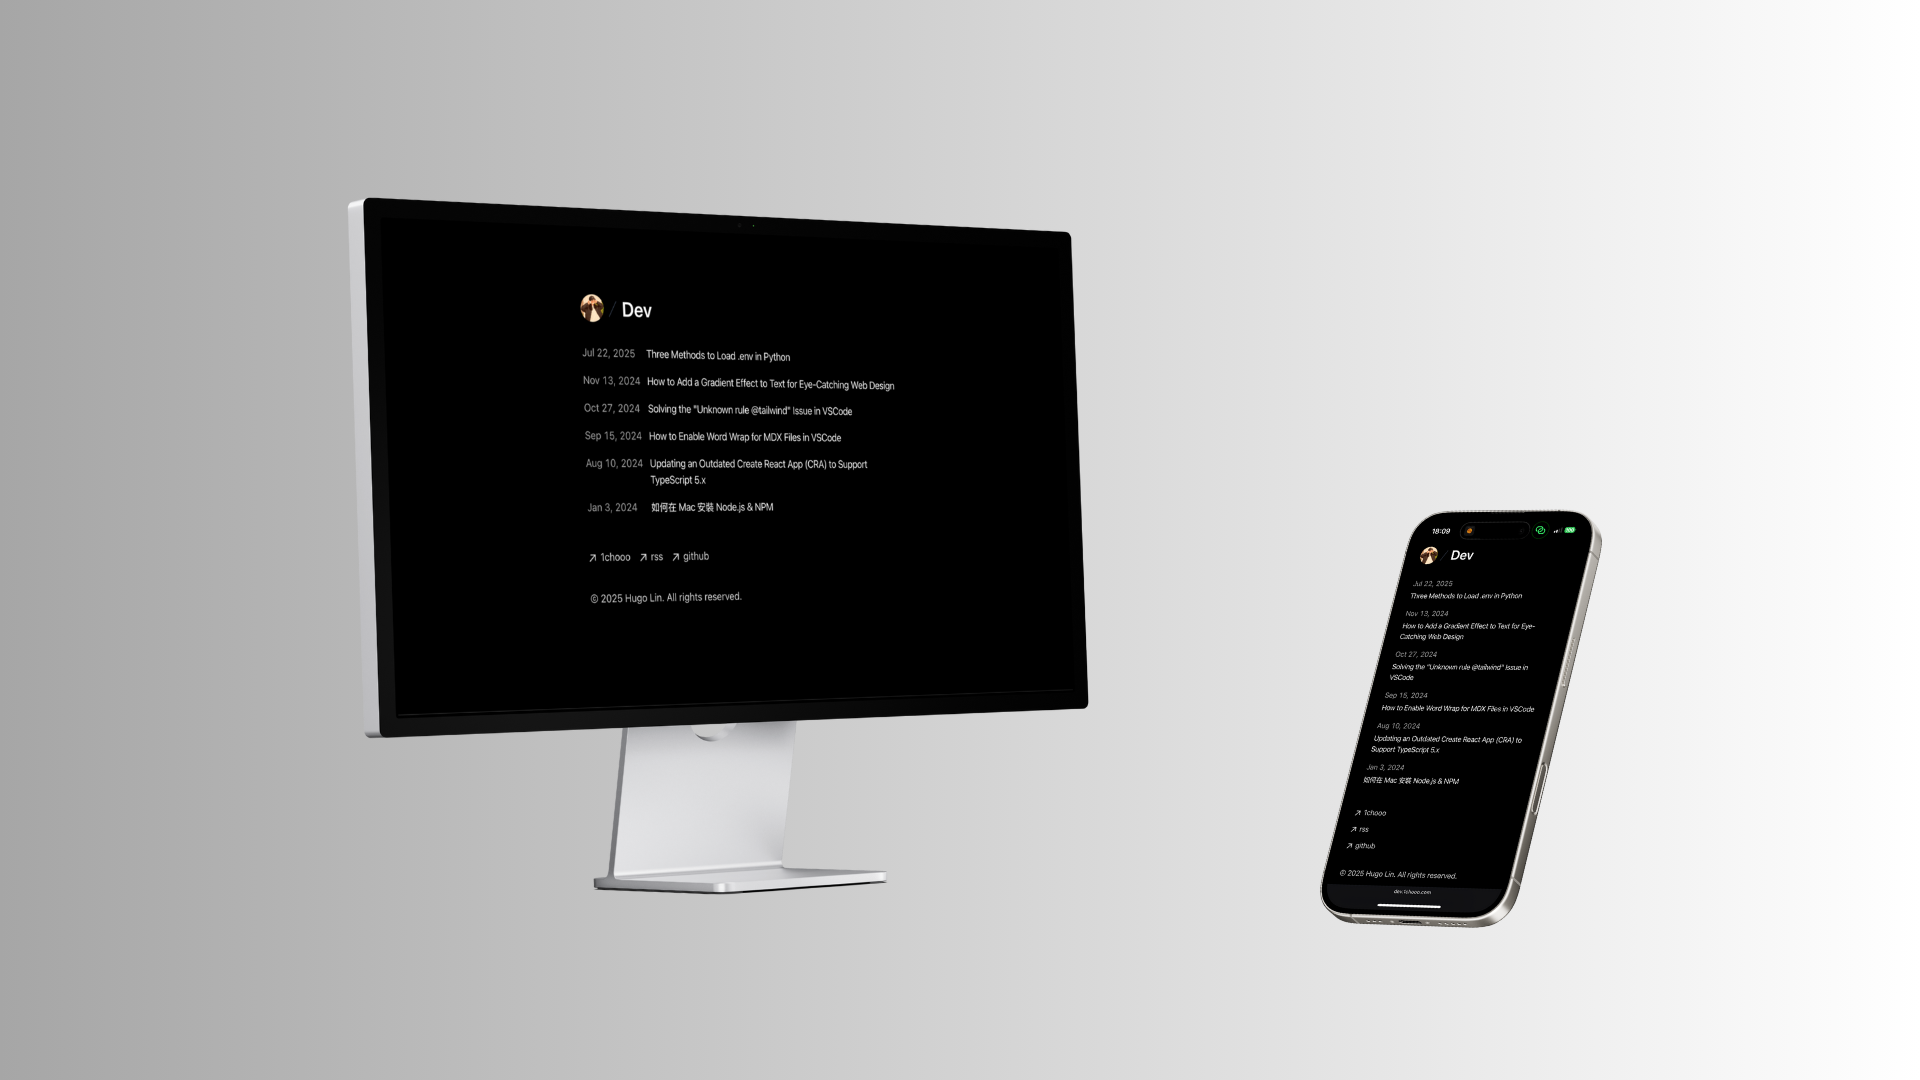 / Dev
Jul 22, 2025 Three Methods to Load .env in Python
Nov 13, 2024 How to Add a Gradient Effect to Text for Eye-Catching Web Design
Oct 27, 2024 Solving the "Unknown rule @tailwind" Issue in VSCode
Sep 15, 2024 How to Enable Word Wrap for MDX Files in VSCode
Aug 10, 2024 Updating an Outdated Create React App (CRA) to Support
TypeScript 5.x
Jan 3, 2024 如何在 Mac 安裝 Node.js & NPM
↗ 1chooo ↗ rss ↗ github
© 2025 Hugo Lin. All rights reserved.
18:09
/ Dev
Jul 22, 2025
Three Methods to Load .env in Python
Nov 13, 2024
How to Add a Gradient Effect to Text for Eye-
Catching Web Design
Oct 27, 2024
Solving the "Unknown rule @tailwind" Issue in
VSCode
Sep 15, 2024
How to Enable Word Wrap for MDX Files in VSCode
Aug 10, 2024
Updating an Outdated Create React App (CRA) to
Support TypeScript 5.x
Jan 3, 2024
如何在 Mac 安裝 Node.js & NPM
↗ 1chooo
↗ rss
↗ github
© 2025 Hugo Lin. All rights reserved.
dev.1chooo.com